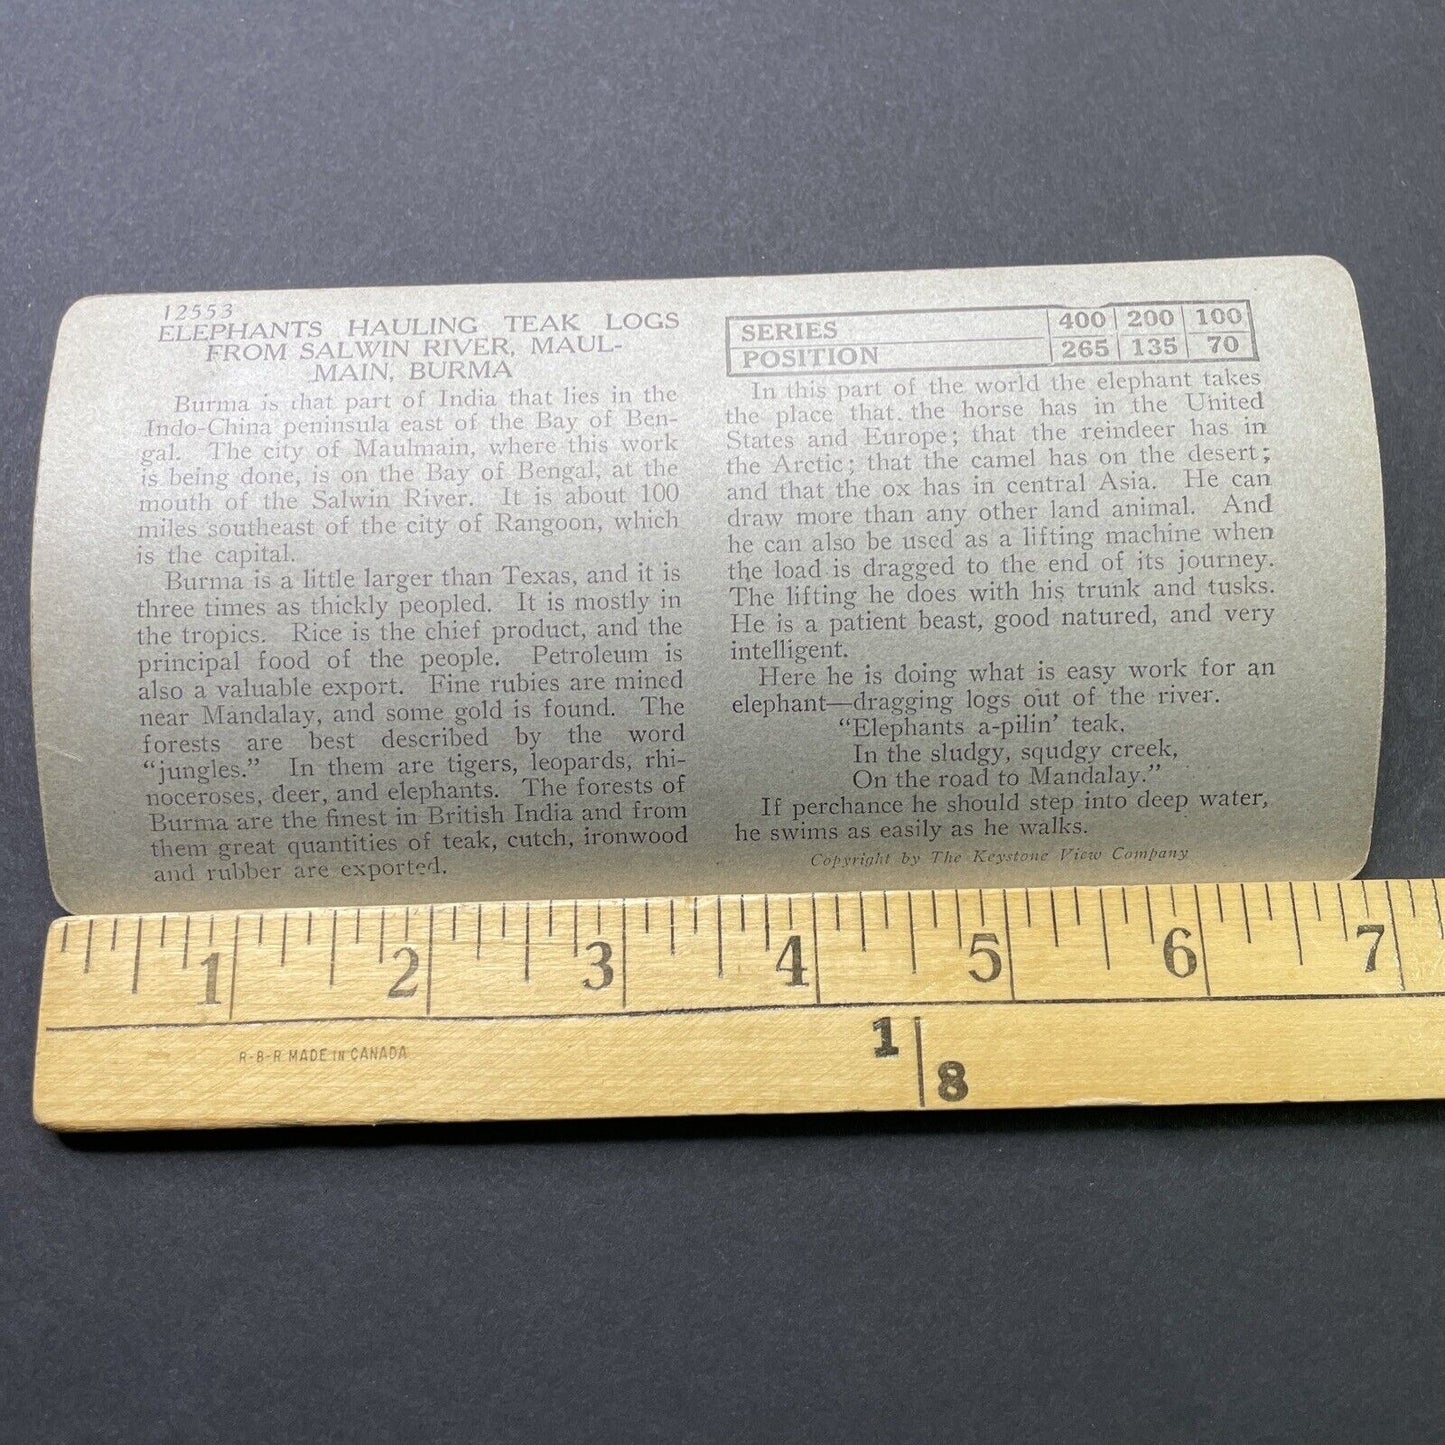 12553
ELEPHANTS HAULING TEAK LOGS
FROM SALWIN RIVER, MAUL-
MAIN, BURMA
Burma is that part of India that lies in the
Indo-China peninsula east of the Bay of Ben-
gal. The city of Maulmain, where this work
is being done, is on the Bay of Bengal, at the
mouth of the Salwin River. It is about 100
miles southeast of the city of Rangoon, which
is the capital.
Burma is a little larger than Texas, and it is
three times as thickly peopled. It is mostly in
the tropics. Rice is the chief product, and the
principal food of the people. Petroleum is
also a valuable export. Fine rubies are mined
near Mandalay, and some gold is found. The
forests are best described by the word
"jungles." In them are tigers, leopards, rhi-
noceroses, deer, and elephants. The forests of
Burma are the finest in British India and from
them great quantities of teak, cutch, ironwood
and rubber are exported.
SERIES 400 200 100
POSITION 265 135 70
In this part of the world the elephant takes
the place that the horse has in the United
States and Europe; that the reindeer has in
the Arctic; that the camel has on the desert;
and that the ox has in central Asia. He can
draw more than any other land animal. And
he can also be used as a lifting machine when
the load is dragged to the end of its journey.
The lifting he does with his trunk and tusks.
He is a patient beast, good natured, and very
intelligent.
Here he is doing what is easy work for an
elephant—dragging logs out of the river.
"Elephants a-pilin' teak,
In the sludgy, squdgy creek,
On the road to Mandalay."
If perchance he should step into deep water,
he swims as easily as he walks.
Copyright by The Keystone View Company
1 2 3 4 5 6 7
R-B-R MADE IN CANADA
1
8